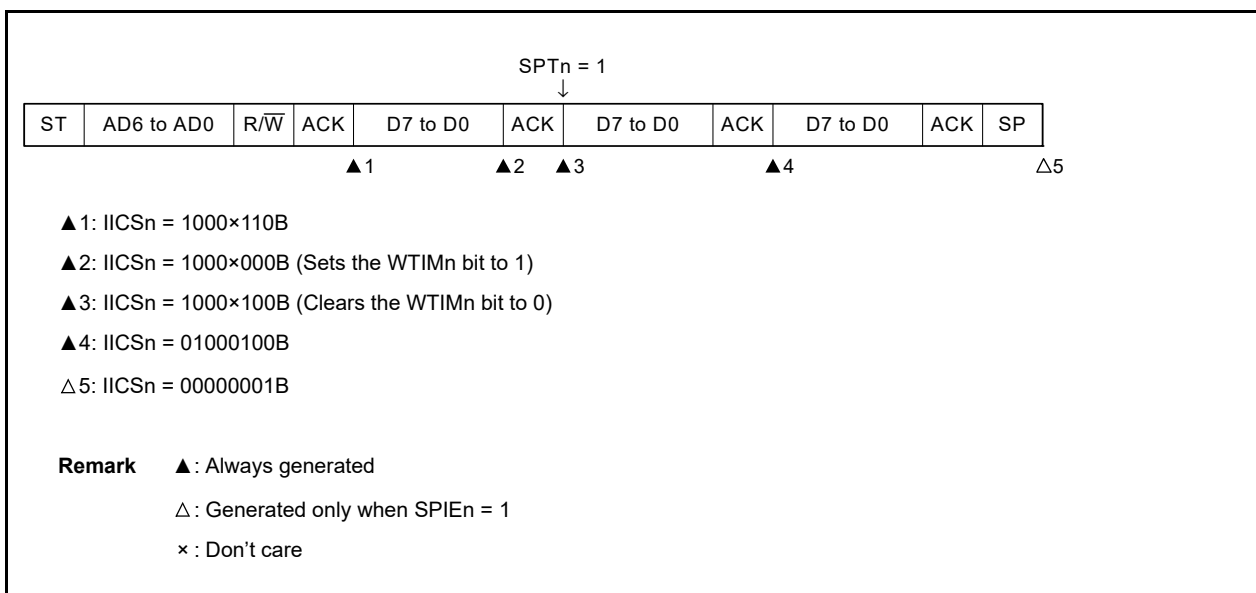 SPTn = 1
↓
ST AD6 to AD0 R/W̅ ACK D7 to D0 ACK D7 to D0 ACK D7 to D0 ACK SP
▲1 ▲2 ▲3 ▲4 △5
▲1: IICSn = 1000×110B
▲2: IICSn = 1000×000B (Sets the WTIMn bit to 1)
▲3: IICSn = 1000×100B (Clears the WTIMn bit to 0)
▲4: IICSn = 01000100B
△5: IICSn = 00000001B
Remark ▲: Always generated
△: Generated only when SPIEn = 1
×: Don't care